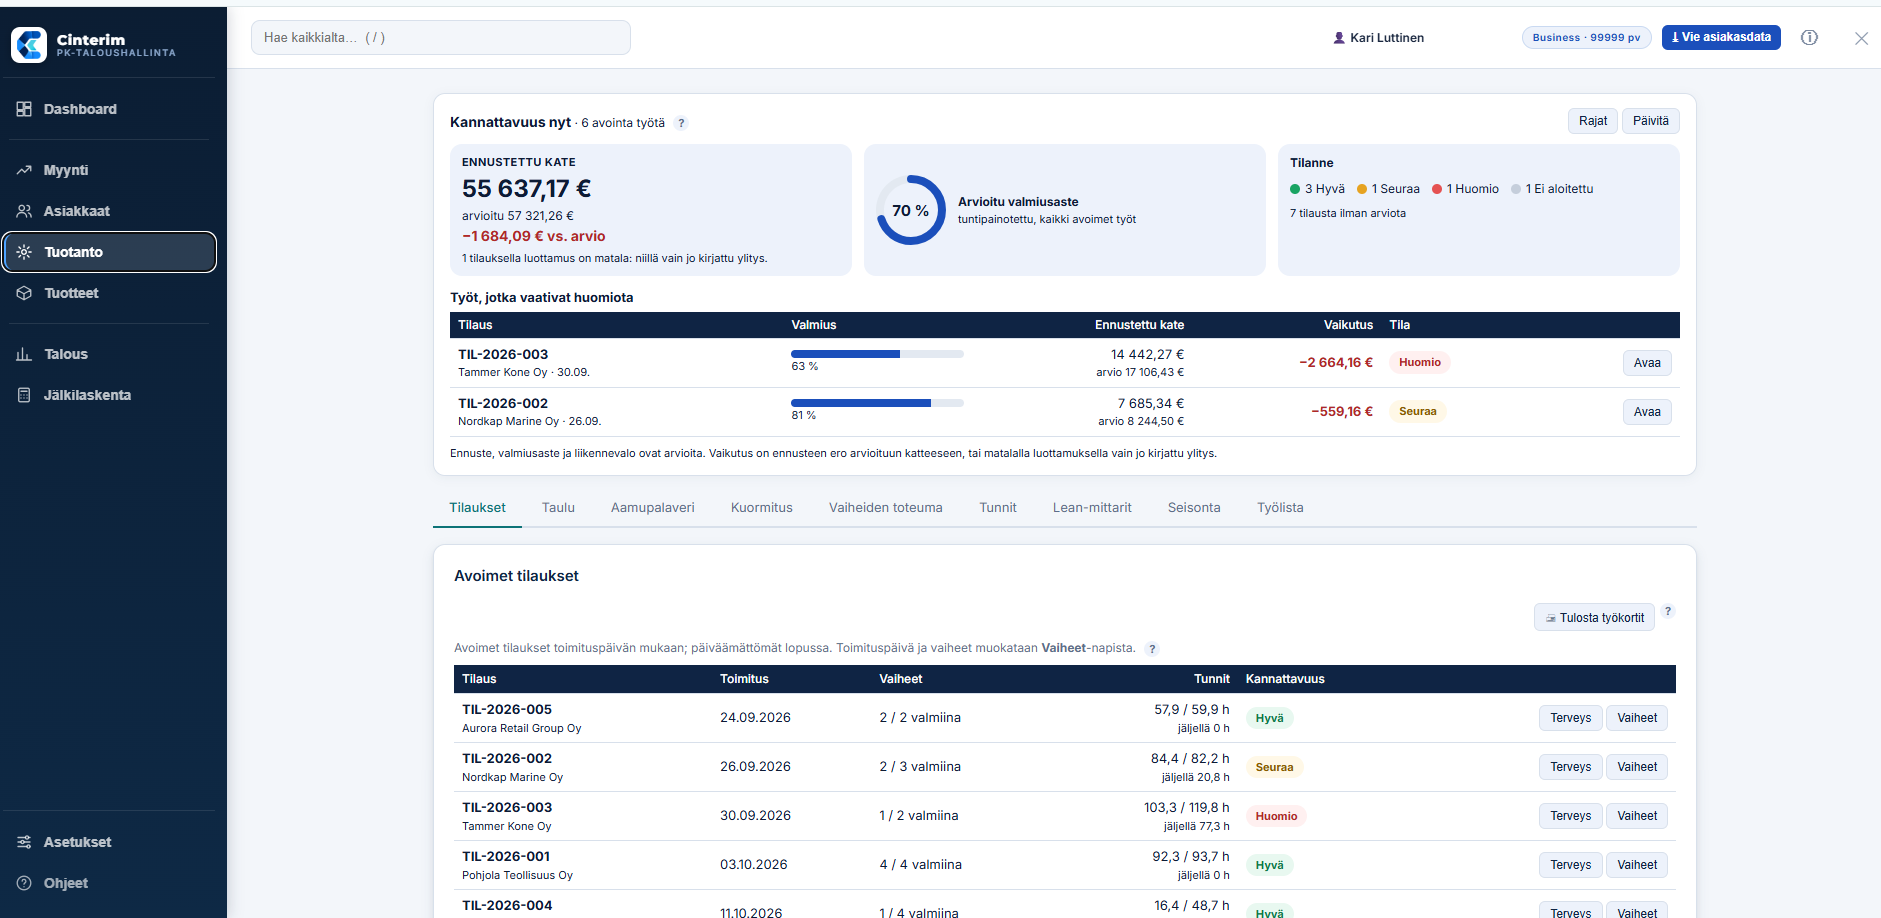 Cinterim
PK-TALOUSHALLINTA
Hae kaikkialta... ( / )
Kari Luttinen
Business · 99999 pv
Vie asiakasdata
Dashboard
Myynti
Asiakkaat
Tuotanto
Tuotteet
Talous
Jälkilaskenta
Asetukset
Ohjeet
Kannattavuus nyt · 6 avointa työtä ?
Rajat
Päivitä
ENNUSTETTU KATE
55 637,17 €
arvioitu 57 321,26 €
−1 684,09 € vs. arvio
1 tilauksella luottamus on matala: niillä vain jo kirjattu ylitys.
70 %
Arvioitu valmiusaste
tuntipainotettu, kaikki avoimet työt
Tilanne
3 Hyvä 1 Seuraa 1 Huomio 1 Ei aloitettu
7 tilausta ilman arviota
Työt, jotka vaativat huomiota
Tilaus Valmius Ennustettu kate Vaikutus Tila
TIL-2026-003 14 442,27 €
63 % −2 664,16 € Huomio Avaa
Tammer Kone Oy · 30.09. arvio 17 106,43 €
TIL-2026-002 7 685,34 €
81 % −559,16 € Seuraa Avaa
Nordkap Marine Oy · 26.09. arvio 8 244,50 €
Ennuste, valmiusaste ja liikennevalo ovat arvioita. Vaikutus on ennusteen ero arvioituun katteeseen, tai matalalla luottamuksella vain jo kirjattu ylitys.
Tilaukset Taulu Aamupalaveri Kuormitus Vaiheiden toteuma Tunnit Lean-mittarit Seisonta Työlista
Avoimet tilaukset
Tulosta työkortit ?
Avoimet tilaukset toimituspäivän mukaan; päiväämättömät lopussa. Toimituspäivä ja vaiheet muokataan Vaiheet-napista. ?
Tilaus Toimitus Vaiheet Tunnit Kannattavuus
TIL-2026-005 57,9 / 59,9 h
24.09.2026 2 / 2 valmiina Hyvä Terveys Vaiheet
Aurora Retail Group Oy jäljellä 0 h
TIL-2026-002 84,4 / 82,2 h
26.09.2026 2 / 3 valmiina Seuraa Terveys Vaiheet
Nordkap Marine Oy jäljellä 20,8 h
TIL-2026-003 103,3 / 119,8 h
30.09.2026 1 / 2 valmiina Huomio Terveys Vaiheet
Tammer Kone Oy jäljellä 77,3 h
TIL-2026-001 92,3 / 93,7 h
03.10.2026 4 / 4 valmiina Hyvä Terveys Vaiheet
Pohjola Teollisuus Oy jäljellä 0 h
TIL-2026-004 16,4 / 48,7 h
11.10.2026 1 / 4 valmiina Hyvä Terveys Vaiheet